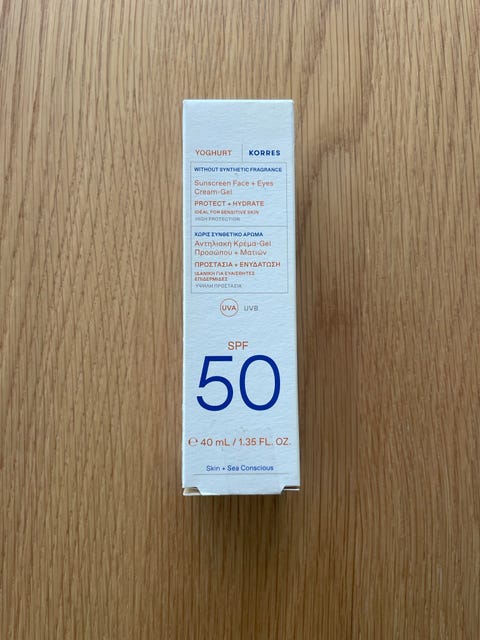 YOGHURT KORRES
WITHOUT SYNTHETIC FRAGRANCE
Sunscreen Face + Eyes
Cream-Gel
PROTECT + HYDRATE
IDEAL FOR SENSITIVE SKIN
HIGH PROTECTION
ΧΩΡΙΣ ΣΥΝΘΕΤΙΚΟ ΑΡΩΜΑ
Αντηλιακή Κρέμα-Gel
Προσώπου + Ματιών
ΠΡΟΣΤΑΣΙΑ + ΕΝΥΔΑΤΩΣΗ
ΙΔΑΝΙΚΗ ΓΙΑ ΕΥΑΙΣΘΗΤΕΣ
ΕΠΙΔΕΡΜΙΔΕΣ
ΥΨΗΛΗ ΠΡΟΣΤΑΣΙΑ
UVA UVB
SPF
50
℮ 40 mL / 1.35 FL. OZ.
Skin + Sea Conscious